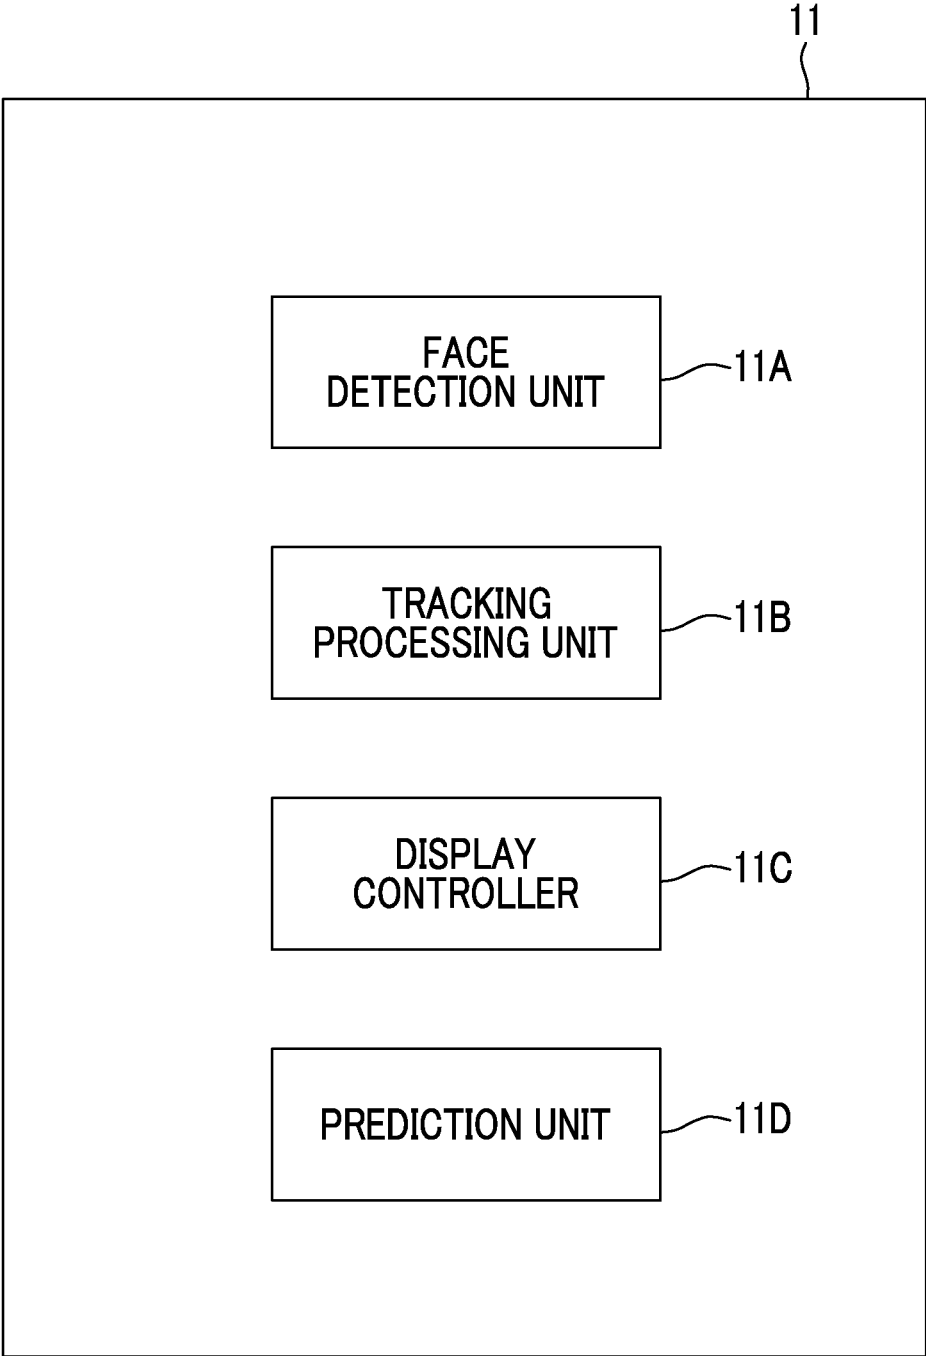 11
FACE
DETECTION UNIT
11A
TRACKING
PROCESSING UNIT
11B
DISPLAY
CONTROLLER
11C
PREDICTION UNIT
11D